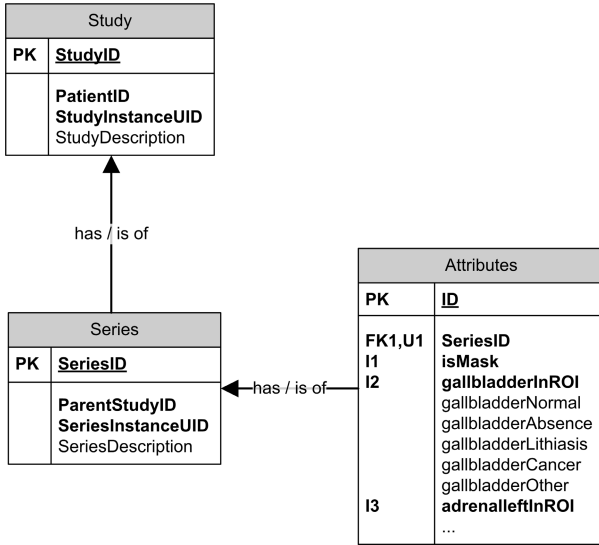 Study
PK StudyID
PatientID
StudyInstanceUID
StudyDescription
has / is of
Series
PK SeriesID
ParentStudyID
SeriesInstanceUID
SeriesDescription
has / is of
Attributes
PK ID
FK1,U1 SeriesID
I1 isMask
I2 gallbladderInROI
gallbladderNormal
gallbladderAbsence
gallbladderLithiasis
gallbladderCancer
gallbladderOther
I3 adrenalleftInROI
...